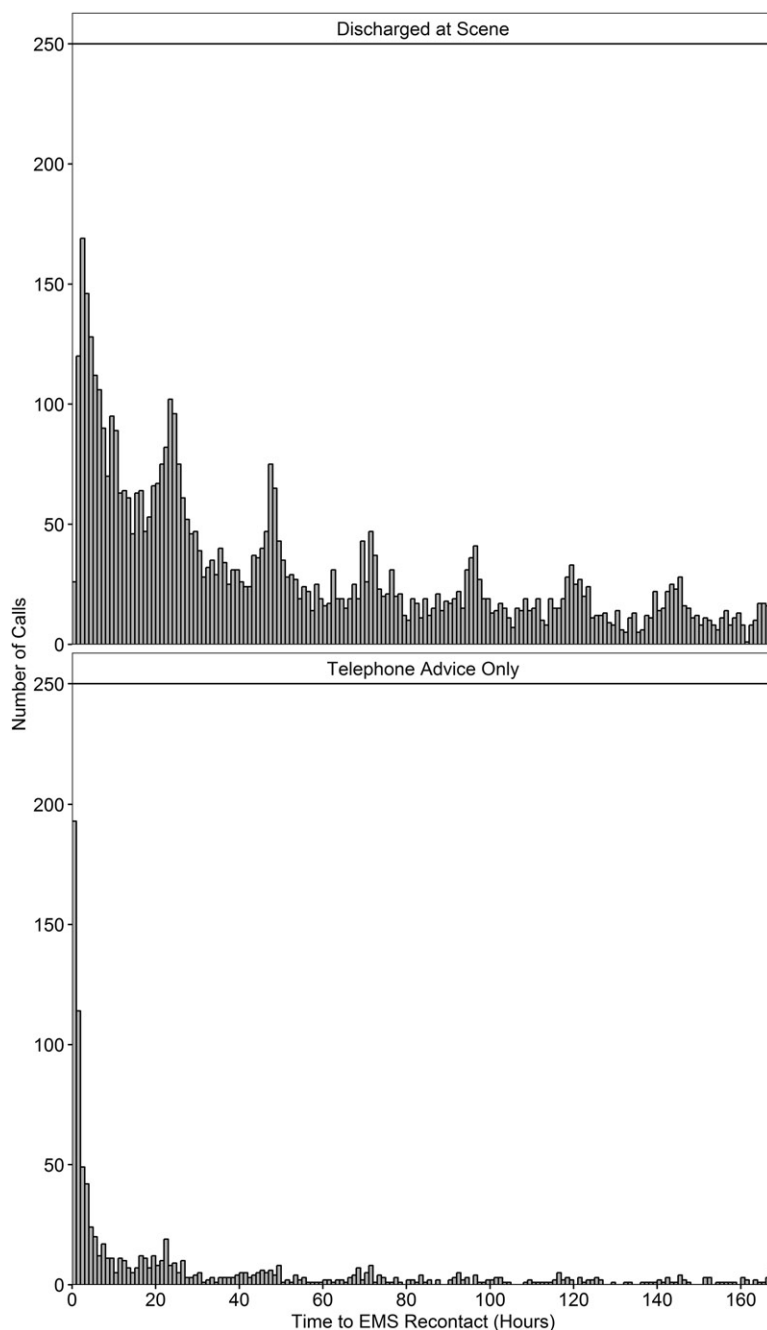 Discharged at Scene
250
200
150
100
50
0
Number of Calls
Telephone Advice Only
250
200
150
100
50
0
0 20 40 60 80 100 120 140 160
Time to EMS Recontact (Hours)